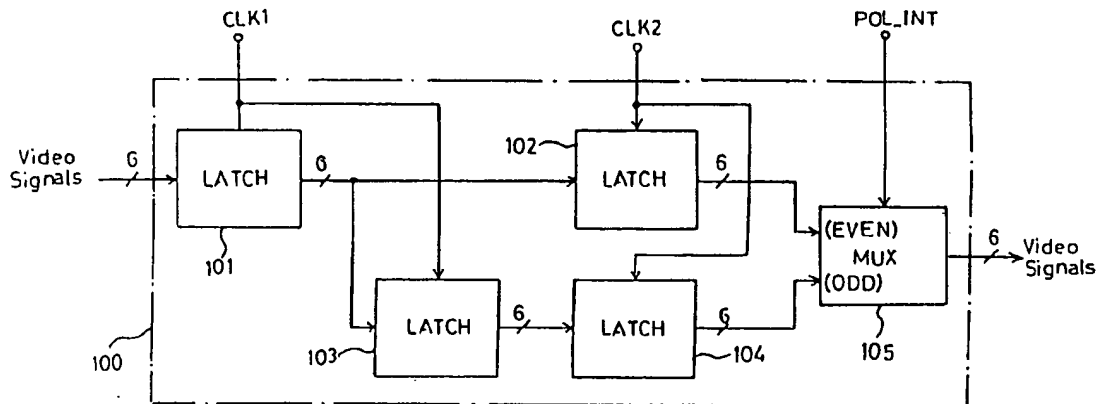 CLK1
CLK2
POL_INT
102
Video
Signals
6
LATCH
6
LATCH
6
101
(EVEN)
MUX
(ODD)
6
Video
Signals
LATCH
6
LATCH
6
100
103
104
105